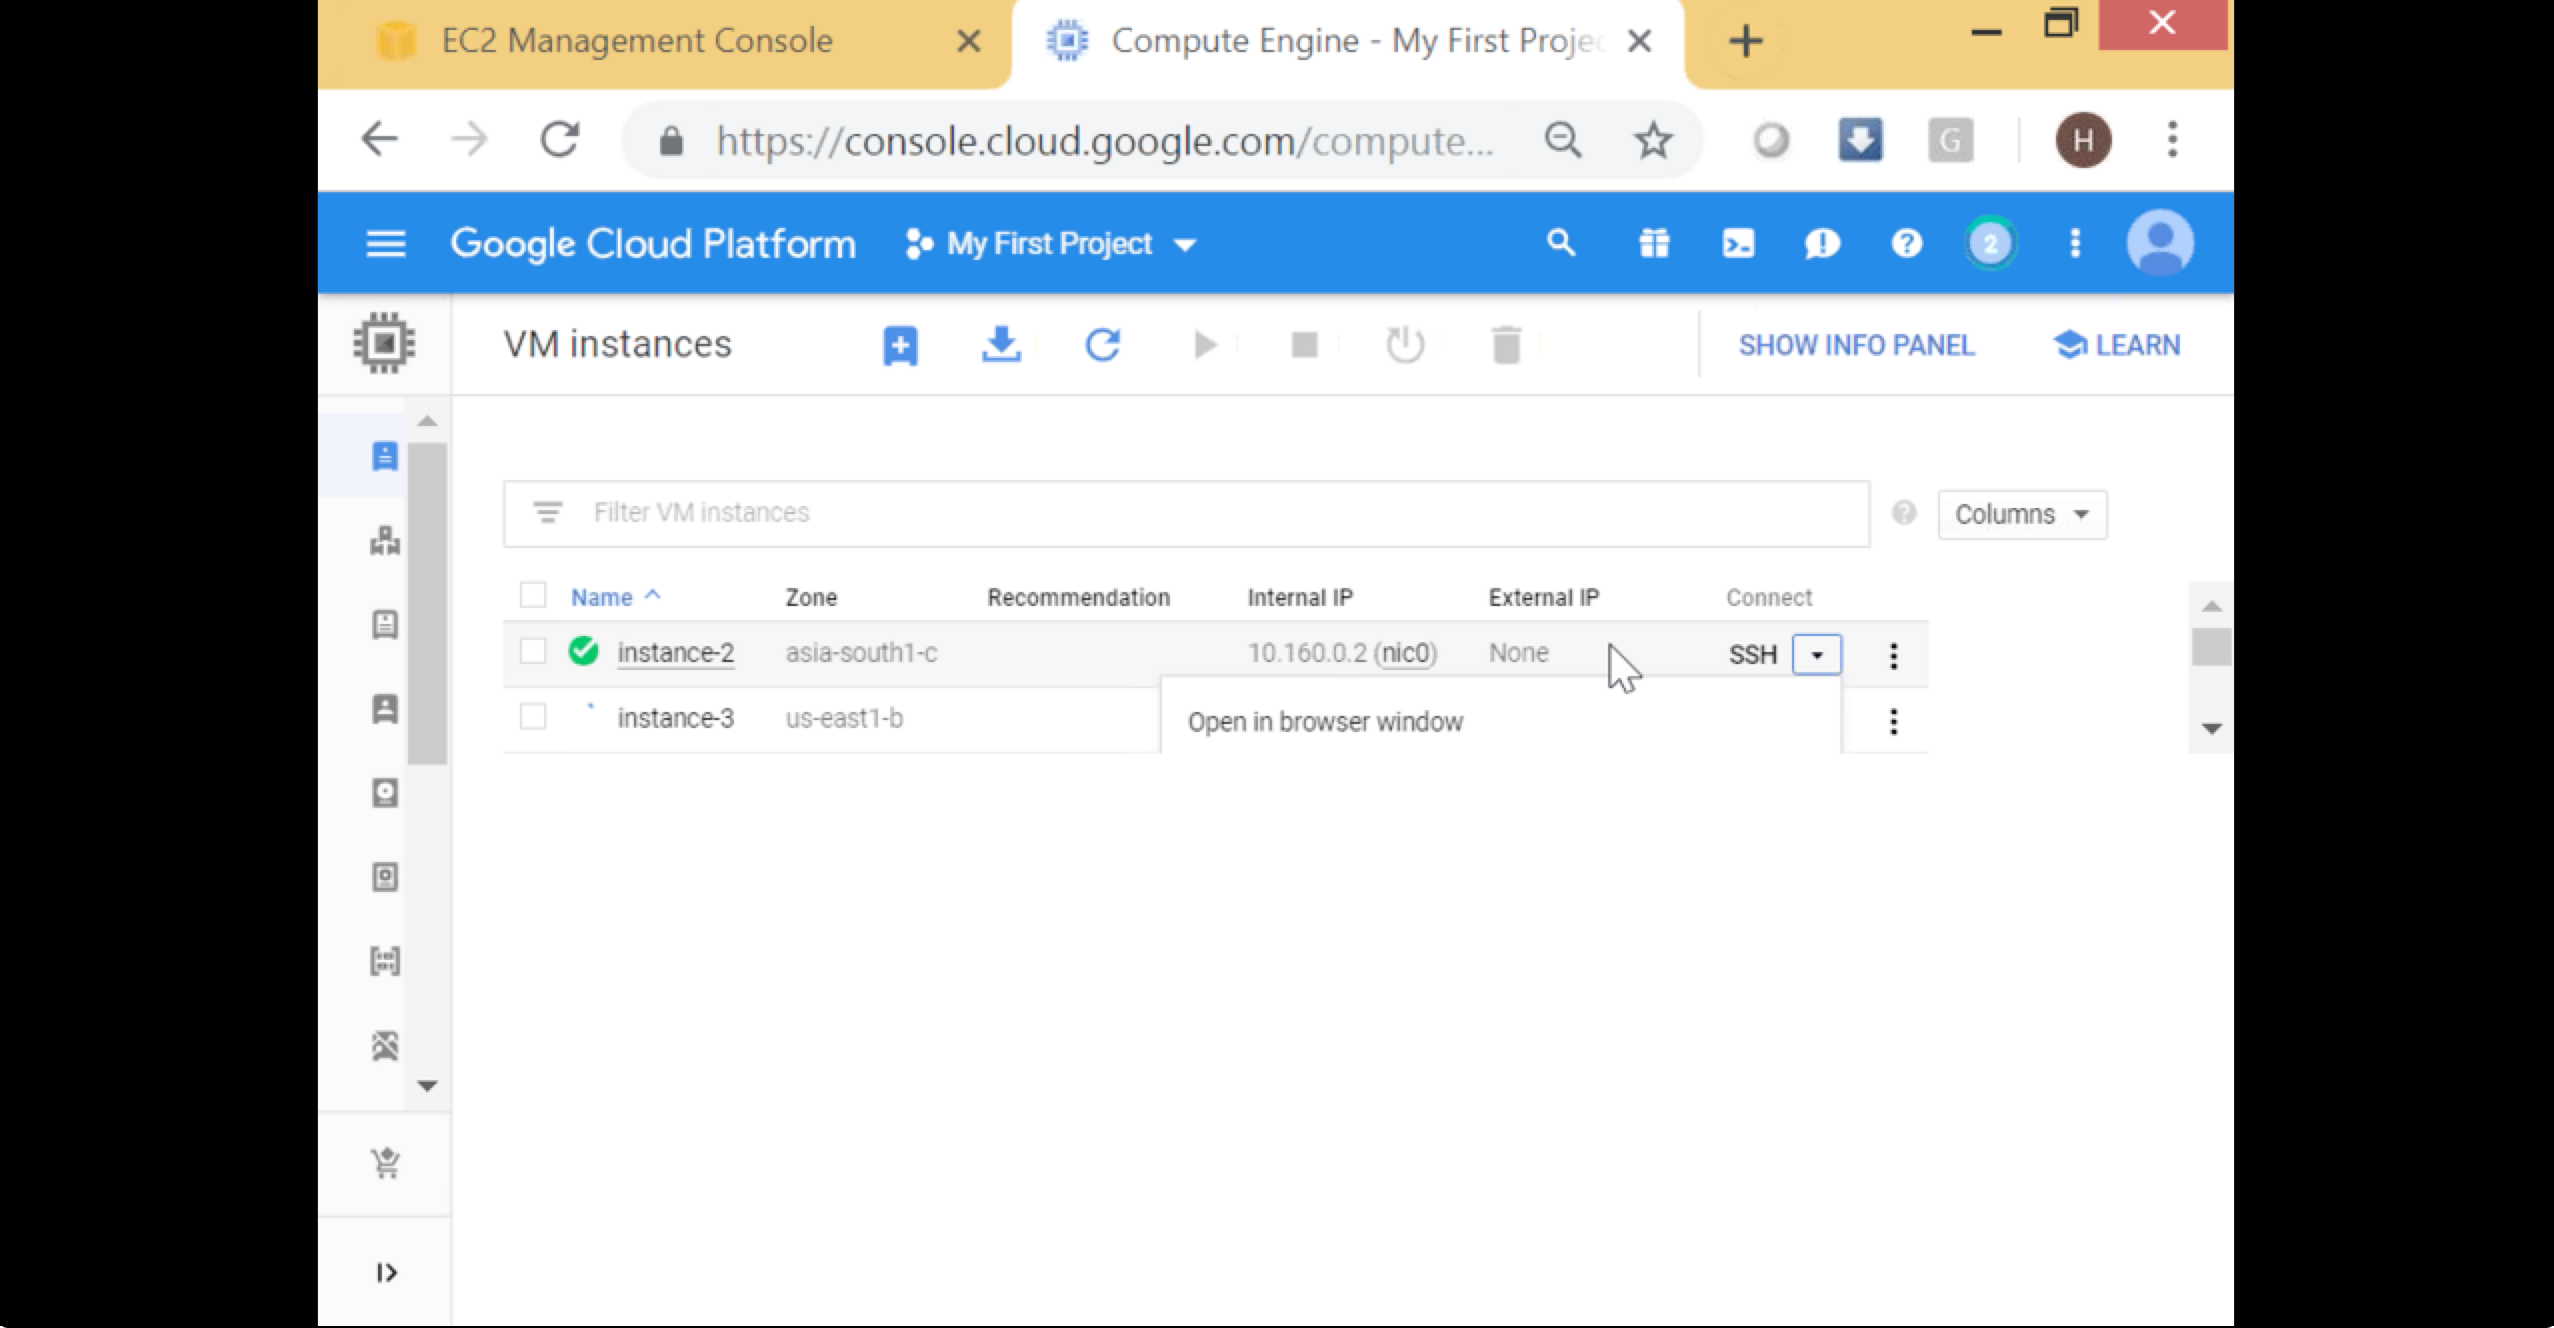 EC2 Management Console
Compute Engine - My First Projec
https://console.cloud.google.com/compute...
G
H
Google Cloud Platform My First Project
2
VM instances SHOW INFO PANEL LEARN
Filter VM instances
Columns
Name Zone Recommendation Internal IP External IP Connect
instance-2 asia-south1-c 10.160.0.2 (nic0) None SSH
instance-3 us-east1-b
Open in browser window